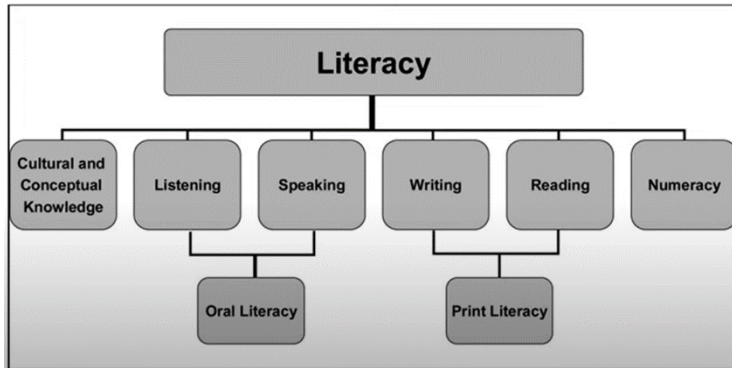 Literacy
Cultural and
Conceptual
Knowledge
Listening
Speaking
Writing
Reading
Numeracy
Oral Literacy
Print Literacy